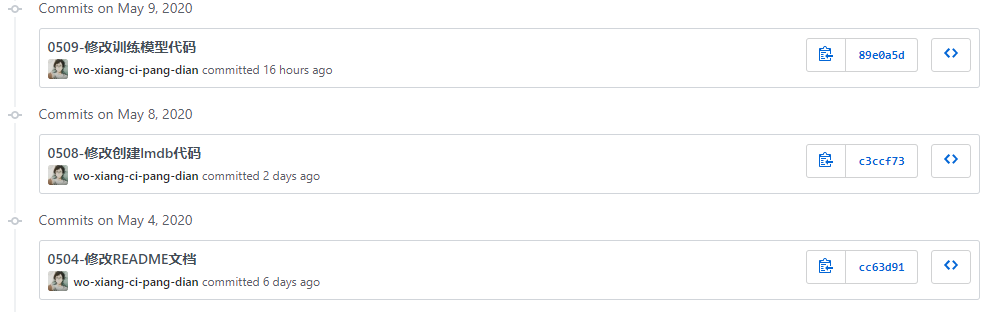 Commits on May 9, 2020
0509-修改训练模型代码
wo-xiang-ci-pang-dian committed 16 hours ago
89e0a5d
Commits on May 8, 2020
0508-修改创建lmdb代码
wo-xiang-ci-pang-dian committed 2 days ago
c3ccf73
Commits on May 4, 2020
0504-修改README文档
wo-xiang-ci-pang-dian committed 6 days ago
cc63d91